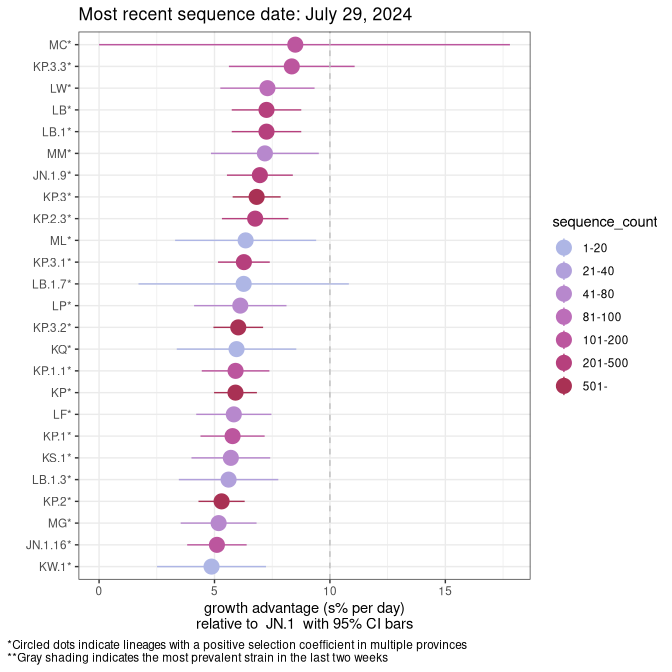 Most recent sequence date: July 29, 2024
MC*
KP.3.3*
LW*
LB*
LB.1*
MM*
JN.1.9*
KP.3*
KP.2.3*
ML*
KP.3.1*
LB.1.7*
LP*
KP.3.2*
KQ*
KP.1.1*
KP*
LF*
KP.1*
KS.1*
LB.1.3*
KP.2*
MG*
JN.1.16*
KW.1*
0 5 10 15
growth advantage (s% per day)
relative to JN.1 with 95% CI bars
sequence_count
1-20
21-40
41-80
81-100
101-200
201-500
501-
*Circled dots indicate lineages with a positive selection coefficient in multiple provinces
**Gray shading indicates the most prevalent strain in the last two weeks